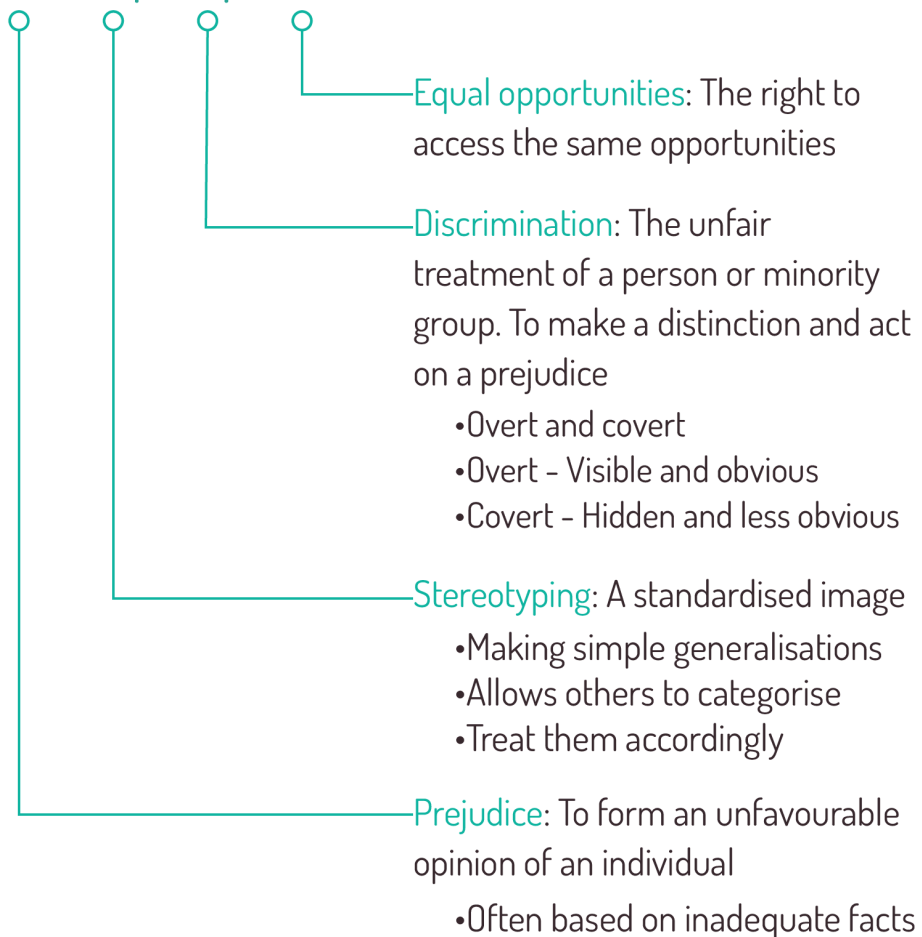 Equal opportunities: The right to
access the same opportunities
Discrimination: The unfair
treatment of a person or minority
group. To make a distinction and act
on a prejudice
•Overt and covert
•Overt - Visible and obvious
•Covert - Hidden and less obvious
Stereotyping: A standardised image
•Making simple generalisations
•Allows others to categorise
•Treat them accordingly
Prejudice: To form an unfavourable
opinion of an individual
•Often based on inadequate facts